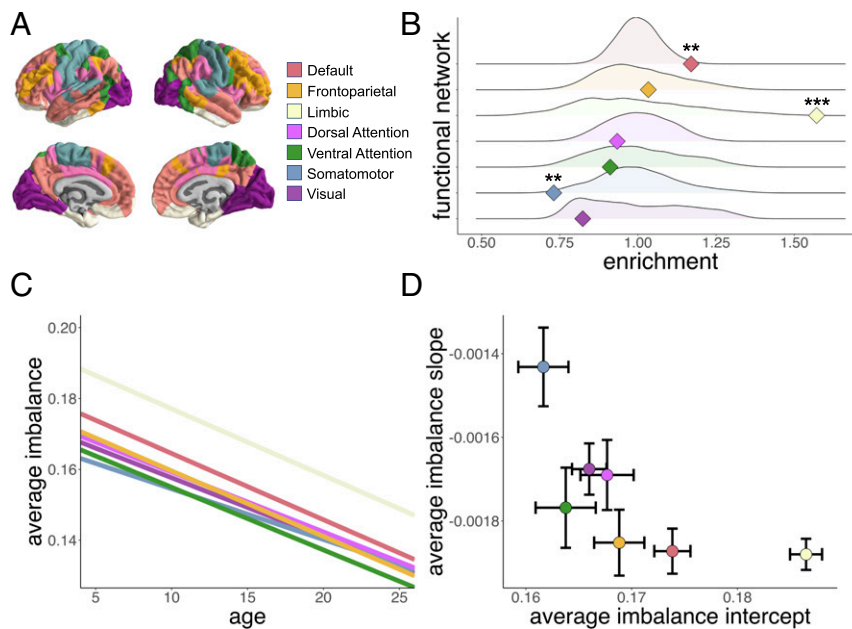 A
Default
Frontoparietal
Limbic
Dorsal Attention
Ventral Attention
Somatomotor
Visual
B
functional network
**
***
**
0.50 0.75 1.00 1.25 1.50
enrichment
C
average imbalance
0.20
0.18
0.16
0.14
5 10 15 20 25
age
D
average imbalance slope
-0.0014
-0.0016
-0.0018
0.16 0.17 0.18
average imbalance intercept